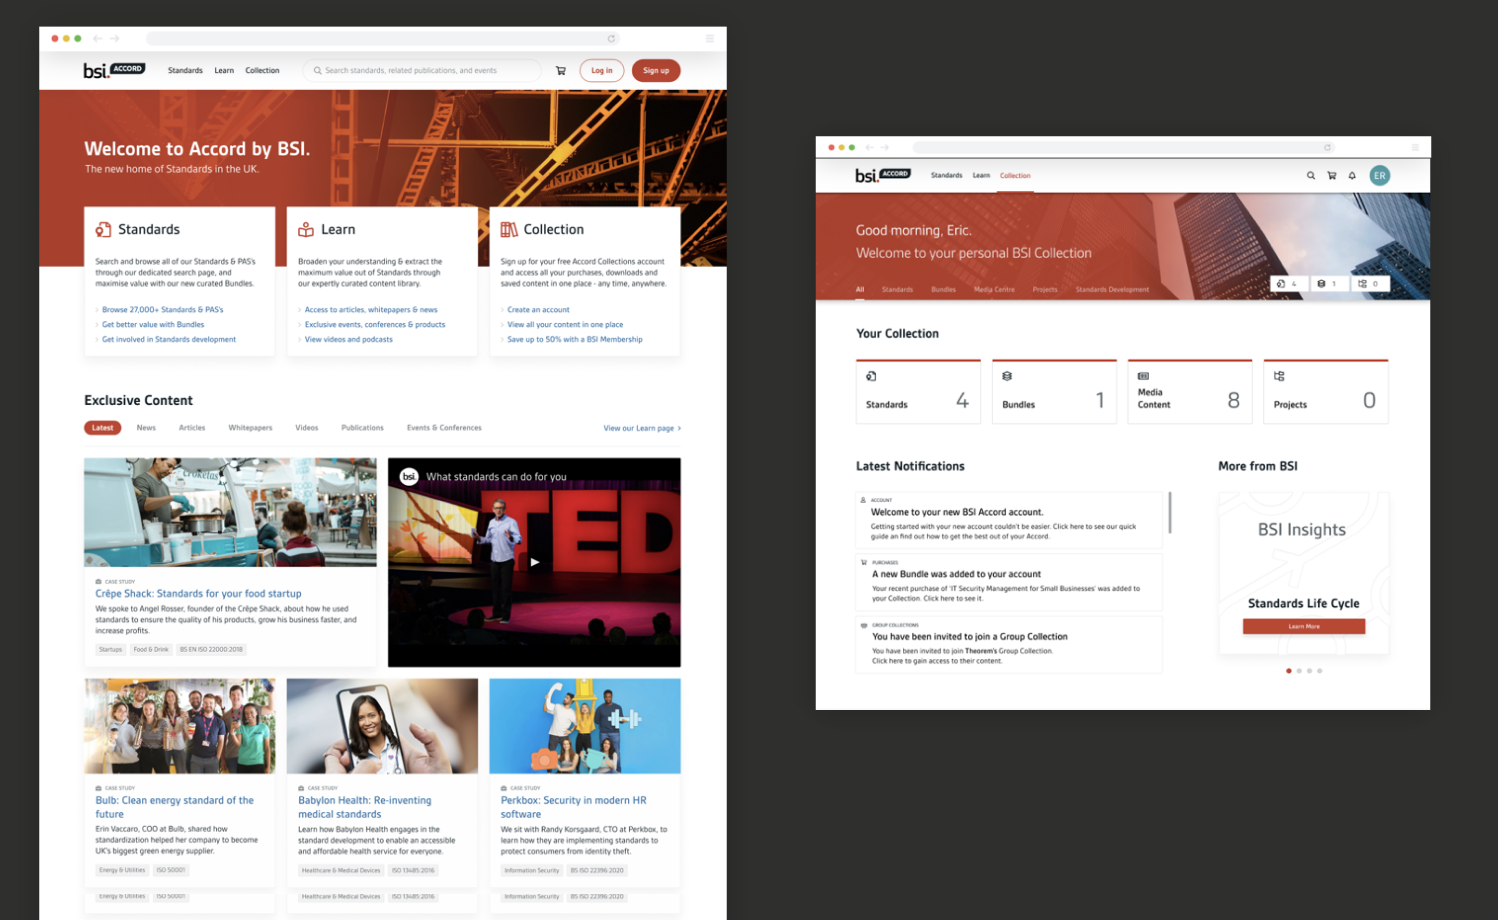 bsi. ACCORD
Standards Learn Collection
Search standards, related publications, and events
Log in
Sign up
Welcome to Accord by BSI.
The new home of Standards in the UK.
Standards
Search and browse all of our Standards & PAS's
through our dedicated search page, and
maximise value with our new curated Bundles.
Browse 27,000+ Standards & PAS's
Get better value with Bundles
Get involved in Standards development
Learn
Broaden your understanding & extract the
maximum value out of Standards through
our expertly curated content library.
Access to articles, whitepapers & news
Exclusive events, conferences & products
View videos and podcasts
Collection
Sign up for your free Accord Collections account
and access all your purchases, downloads and
saved content in one place - any time, anywhere.
Create an account
View all your content in one place
Save up to 50% with a BSI Membership
Exclusive Content
Latest News Articles Whitepapers Videos Publications Events & Conferences
View our Learn page
CASE STUDY
Crêpe Shack: Standards for your food startup
We spoke to Angel Rosser, founder of the Crêpe Shack, about how he used
standards to ensure the quality of his products, grow his business faster, and
increase profits.
Startups Food & Drink BS EN ISO 22000:2018
bsi. What standards can do for you
TED
CASE STUDY
Bulb: Clean energy standard of the
future
Erin Vaccaro, COO at Bulb, shared how
standardization helped her company to become
UK's biggest green energy supplier.
Energy & Utilities ISO 50001
Energy & Utilities ISO 50001
CASE STUDY
Babylon Health: Re-inventing
medical standards
Learn how Babylon Health engages in the
standard development to enable an accessible
and affordable health service for everyone.
Healthcare & Medical Devices ISO 13485:2016
Healthcare & Medical Devices ISO 13485:2016
CASE STUDY
Perkbox: Security in modern HR
software
We sit with Randy Korsgaard, CTO at Perkbox, to
learn how they are implementing standards to
protect consumers from identity theft.
Information Security BS ISO 22396:2020
Information Security BS ISO 22396:2020
bsi. ACCORD
Standards Learn Collection
ER
Good morning, Eric.
Welcome to your personal BSI Collection
All Standards Bundles Media Centre Projects Standards Development
4 1 0
Your Collection
Standards 4
Bundles 1
Media
Content 8
Projects 0
Latest Notifications
ACCOUNT
Welcome to your new BSI Accord account.
Getting started with your new account couldn't be easier. Click here to see our quick
guide an find out how to get the best out of your Accord.
PURCHASES
A new Bundle was added to your account
Your recent purchase of 'IT Security Management for Small Businesses' was added to
your Collection. Click here to see it.
GROUP COLLECTIONS
You have been invited to join a Group Collection
You have been invited to join Theorem's Group Collection.
Click here to gain access to their content.
More from BSI
BSI Insights
Standards Life Cycle
Learn More